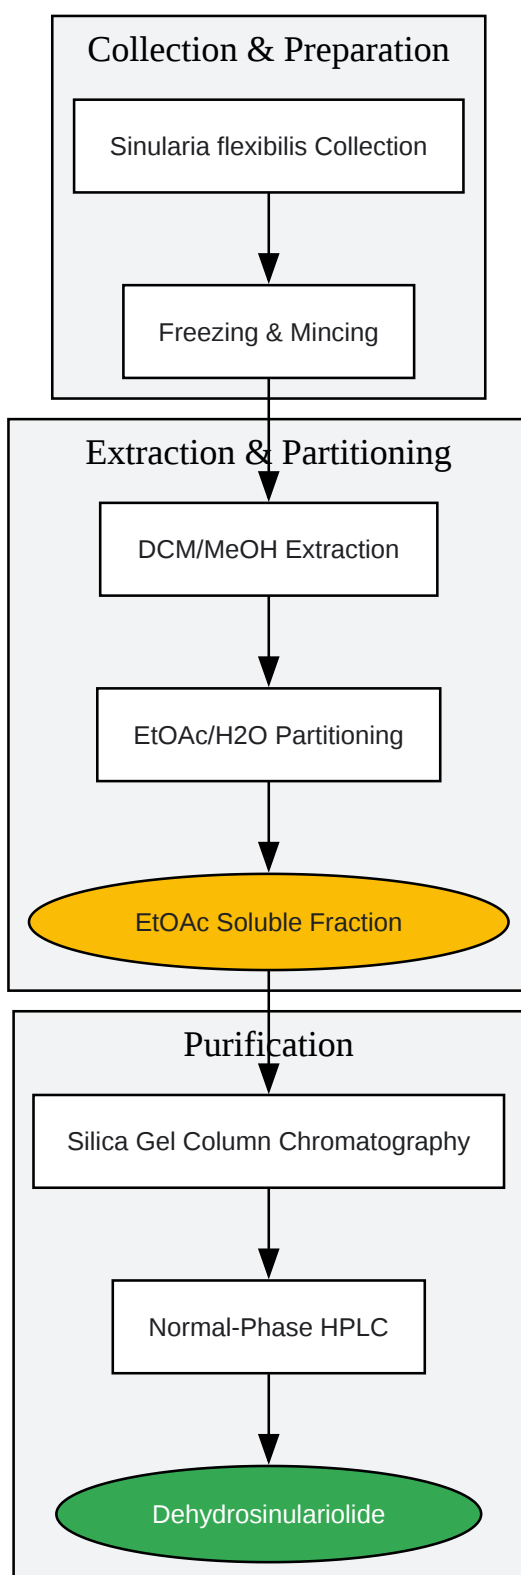 Collection & Preparation
Sinularia flexibilis Collection
Freezing & Mincing
Extraction & Partitioning
DCM/MeOH Extraction
EtOAc/H2O Partitioning
EtOAc Soluble Fraction
Purification
Silica Gel Column Chromatography
Normal-Phase HPLC
Dehydrosinulariolide